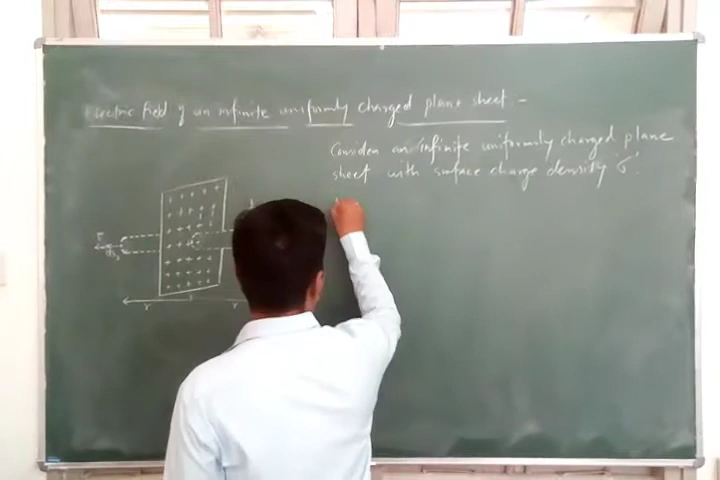 Electric field of an infinite uniformly charged plane sheet :-
Consider an infinite uniformly charged plane
sheet with surface charge density 'σ'.
r r